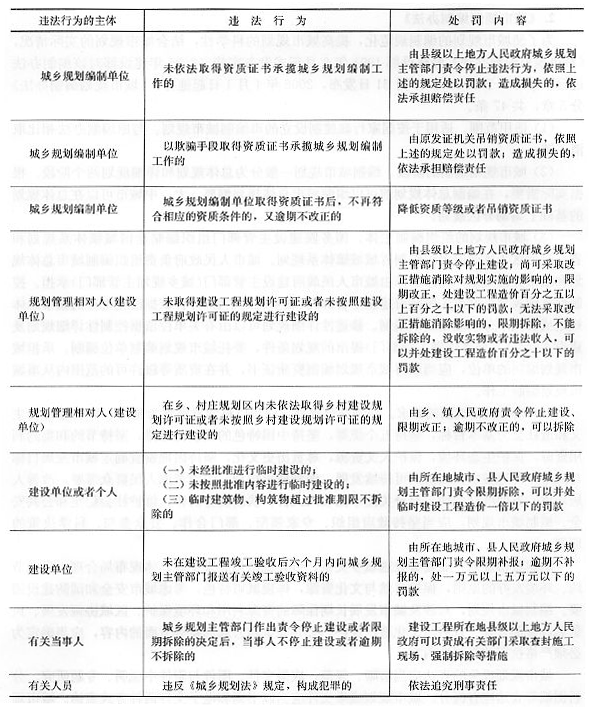 违法行为的主体 违 法 行 为 处 罚 内 容
城乡规划编制单位
未依法取得资质证书承揽城乡规划编制工
作的
由县级以上地方人民政府城乡规划
主管部门责令停止违法行为，依照上
述的规定处以罚款；造成损失的，
依法承担赔偿责任
城乡规划编制单位
以欺骗手段取得资质证书承揽城乡规划编制
工作的
由原发证机关吊销资质证书，依照
上述的规定处以罚款；造成损失的，
依法承担赔偿责任
城乡规划编制单位
城乡规划编制单位取得资质证书后，不再符
合相应的资质条件的，又逾期不改正的
降低资质等级或者吊销资质证书
规划管理相对人（建设
单位）
未取得建设工程规划许可证或者未按照建设
工程规划许可证的规定进行建设的
由县级以上地方人民政府城乡规划
主管部门责令停止建设；尚可采取改
正措施消除对规划实施的影响的，限
期改正，处建设工程造价百分之五以
上百分之十以下的罚款；无法采取改
正措施消除影响的，限期拆除，不能
拆除的，没收实物或者违法收入，可
以并处建设工程造价百分之十以下的
罚款
规划管理相对人（建设
单位）
在乡、村庄规划区内未依法取得乡村建设规
划许可证或者未按照乡村建设规划许可证的规
定进行建设的
由乡、镇人民政府责令停止建设、
限期改正；逾期不改正的，可以拆除
建设单位或者个人
（一）未经批准进行临时建设的；
（二）未按照批准内容进行临时建设的；
（三）临时建筑物、构筑物超过批准期限不拆
除的
由所在地城市、县人民政府城乡规
划主管部门责令限期拆除，可以并处
临时建设工程造价一倍以下的罚款
建设单位
未在建设工程竣工验收后六个月内向城乡规
划主管部门报送有关竣工验收资料的
由所在地城市、县人民政府城乡规
划主管部门责令限期补报；逾期不补
报的，处一万元以上五万元以下的
罚款
有关当事人
城乡规划主管部门作出责令停止建设或者限
期拆除的决定后，当事人不停止建设或者逾期
不拆除的
建设工程所在地县级以上地方人民
政府可以责成有关部门采取查封施工
现场、强制拆除等措施
有关人员
违反《城乡规划法》规定，构成犯罪的
依法追究刑事责任